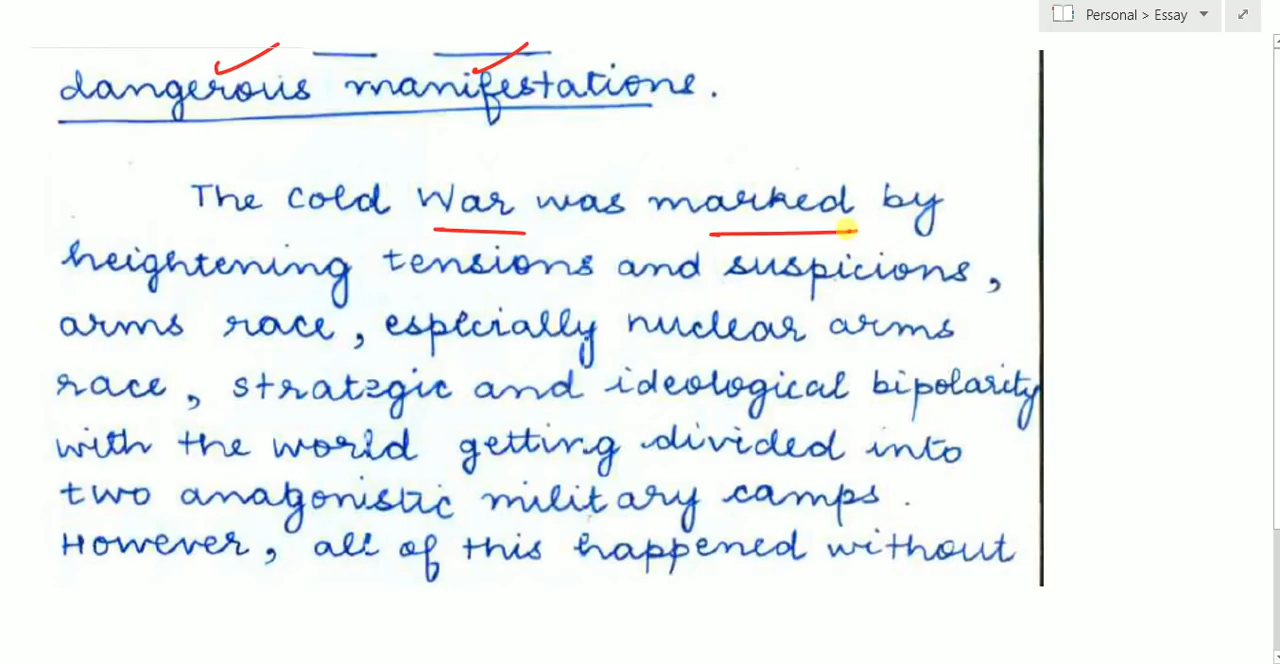 Personal > Essay
dangerous manifestations.
The cold War was marked by
heightening tensions and suspicions,
arms race, especially nuclear arms
race, strategic and ideological bipolarity
with the world getting divided into
two anagonistic military camps.
However, all of this happened without